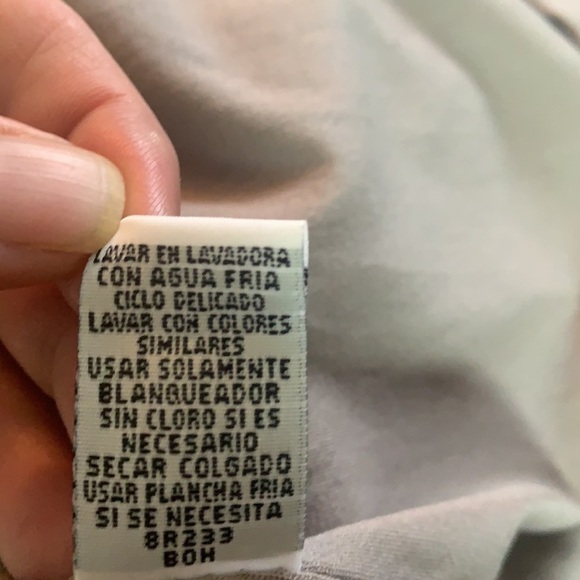 LAVAR EN LAVADORA
CON AGUA FRIA
CICLO DELICADO
LAVAR CON COLORES
SIMILARES
USAR SOLAMENTE
BLANQUEADOR
SIN CLORO SI ES
NECESARIO
SECAR COLGADO
USAR PLANCHA FRIA
SI SE NECESITA
8R233
BOH